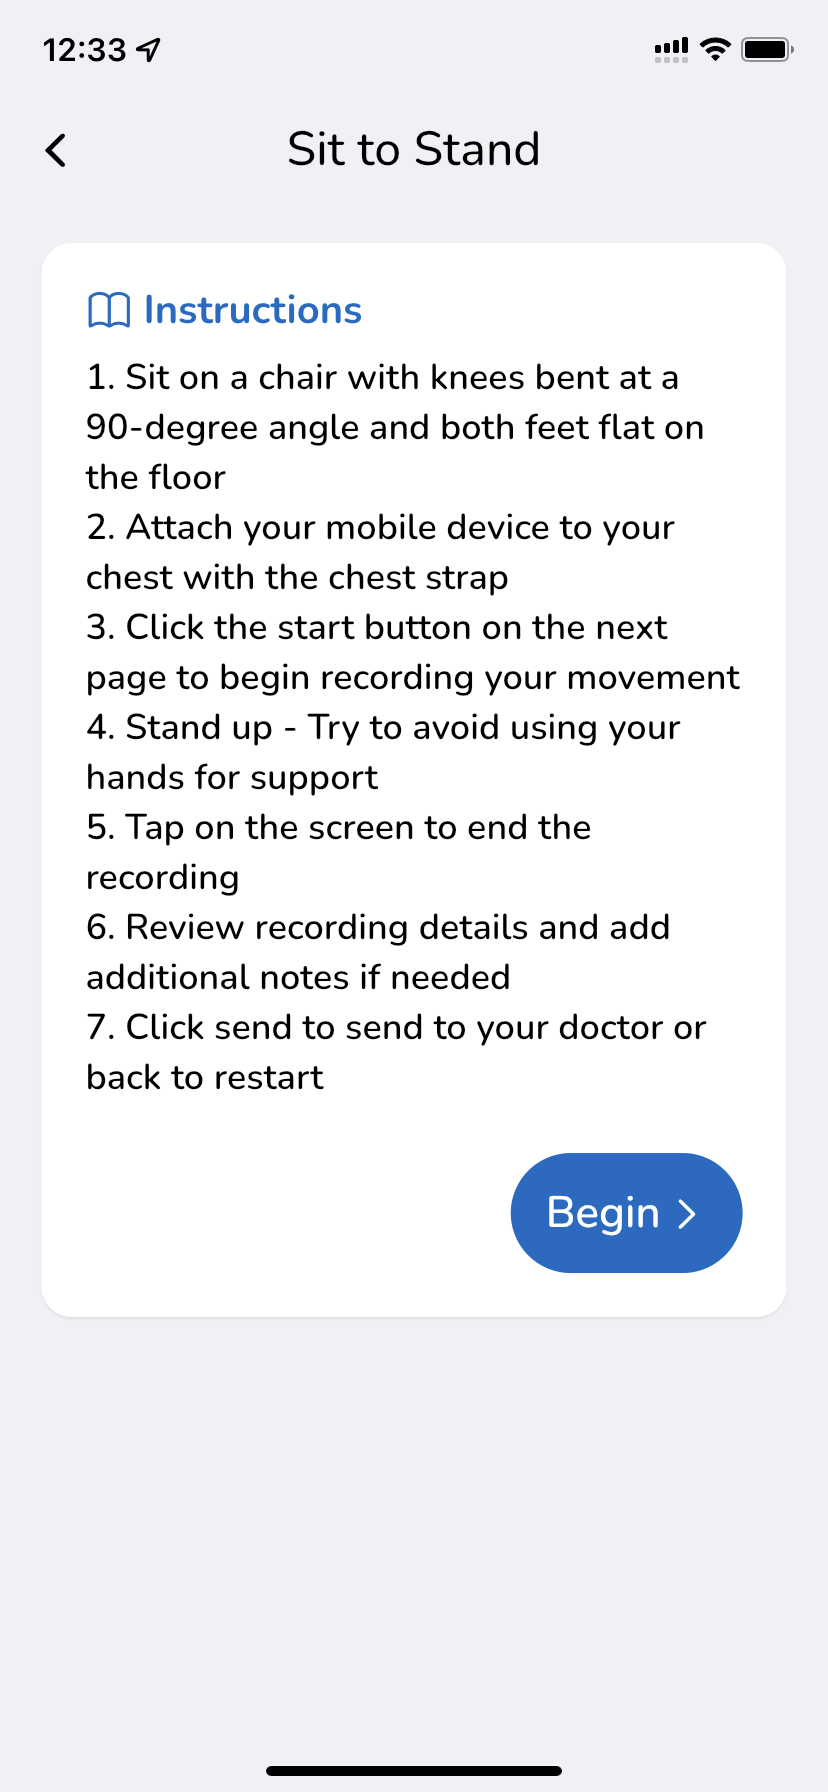 12:33
Sit to Stand
Instructions
1. Sit on a chair with knees bent at a
90-degree angle and both feet flat on
the floor
2. Attach your mobile device to your
chest with the chest strap
3. Click the start button on the next
page to begin recording your movement
4. Stand up - Try to avoid using your
hands for support
5. Tap on the screen to end the
recording
6. Review recording details and add
additional notes if needed
7. Click send to send to your doctor or
back to restart
Begin